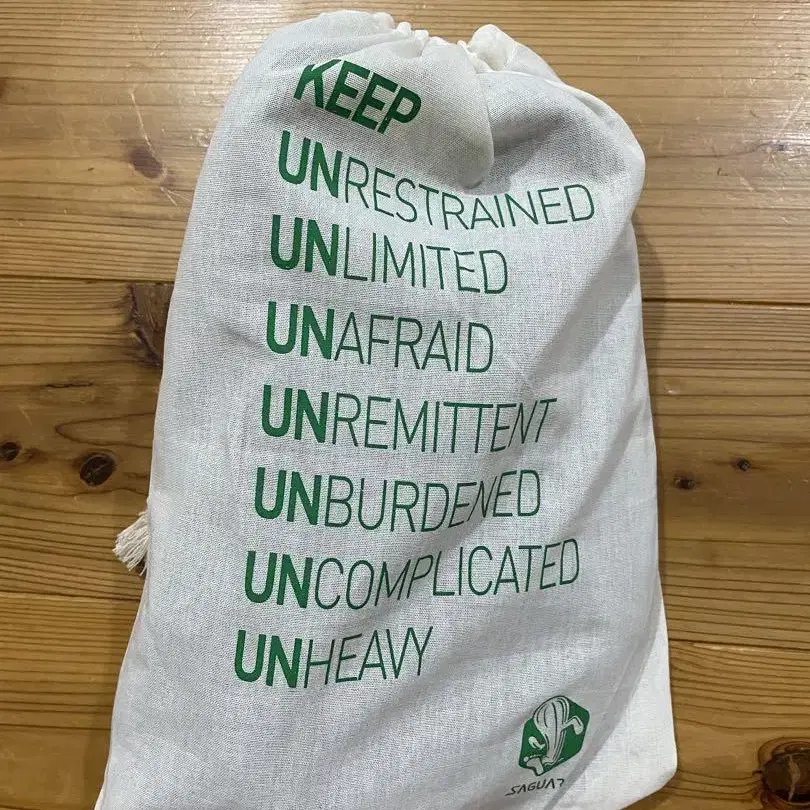 KEEP
UNRESTRAINED
UNLIMITED
UNAFRAID
UNREMITTENT
UNBURDENED
UNCOMPLICATED
UNHEAVY